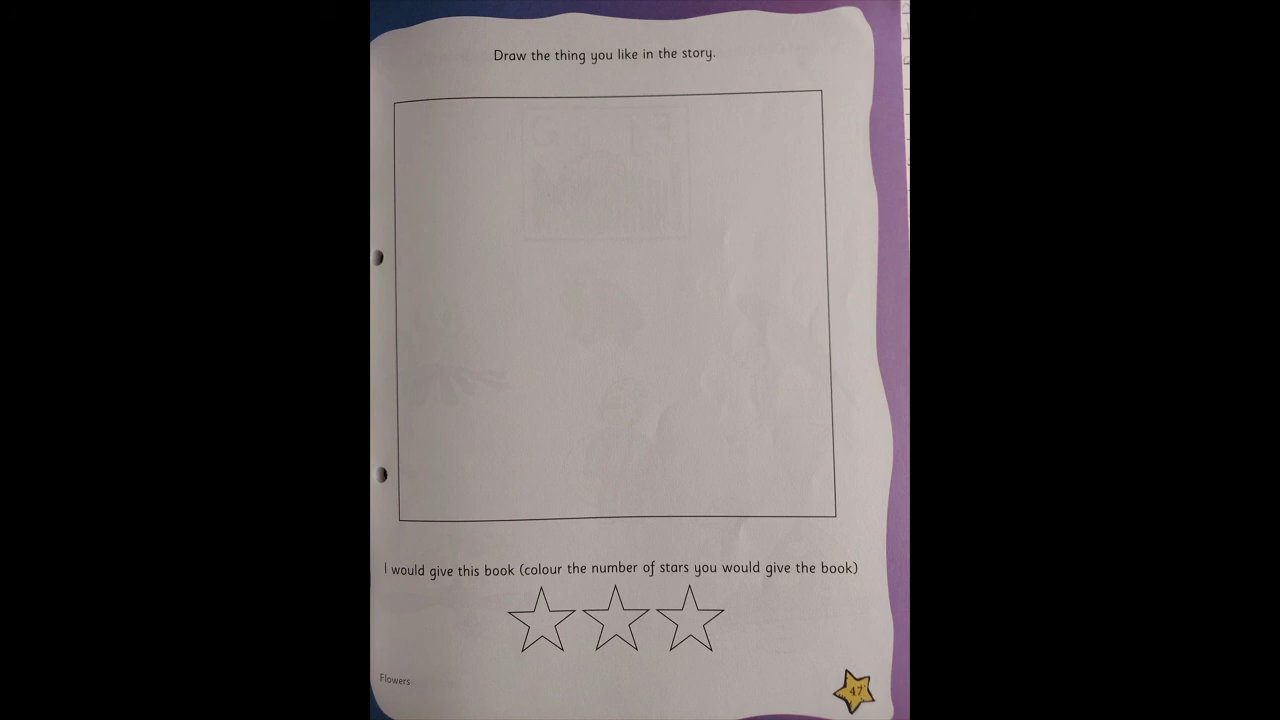 Draw the thing you like in the story.
I would give this book (colour the number of stars you would give the book)
Flowers
47